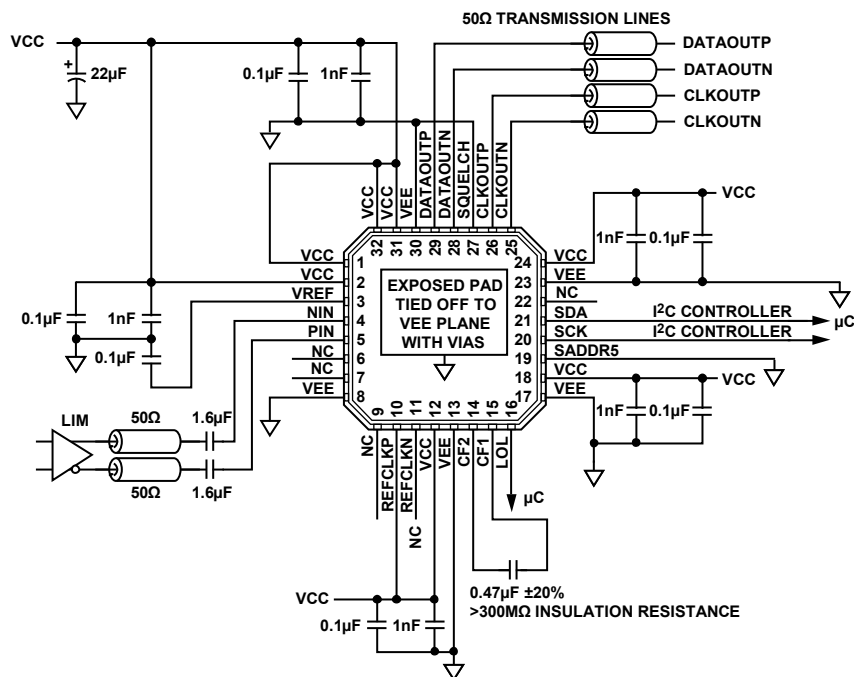 50Ω TRANSMISSION LINES
VCC
DATAOUTP
DATAOUTN
CLKOUTP
CLKOUTN
+
22µF
0.1µF
1nF
VCC
VCC
VEE
DATAOUTP
DATAOUTN
SQUELCH
CLKOUTP
CLKOUTN
32
31
30
29
28
27
26
25
VCC
1
VCC
2
VREF
3
NIN
4
PIN
5
NC
6
NC
7
VEE
8
EXPOSED PAD
TIED OFF TO
VEE PLANE
WITH VIAS
24
VCC
23
VEE
22
NC
21
SDA
20
SCK
19
SADDR5
18
VCC
17
VEE
VCC
1nF
0.1µF
I²C CONTROLLER
I²C CONTROLLER
µC
VCC
1nF
0.1µF
0.1µF
1nF
0.1µF
LIM
50Ω
1.6µF
50Ω
1.6µF
9
10
11
12
13
14
15
16
NC
REFCLKP
REFCLKN
VCC
VEE
CF2
CF1
LOL
NC
µC
0.47µF ±20%
>300MΩ INSULATION RESISTANCE
VCC
0.1µF
1nF